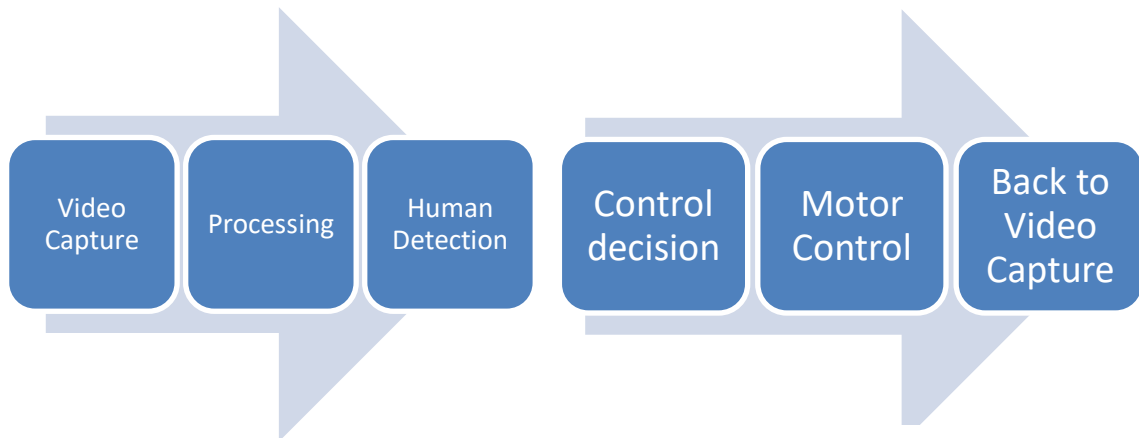 Video
Capture
Processing
Human
Detection
Control
decision
Motor
Control
Back to
Video
Capture